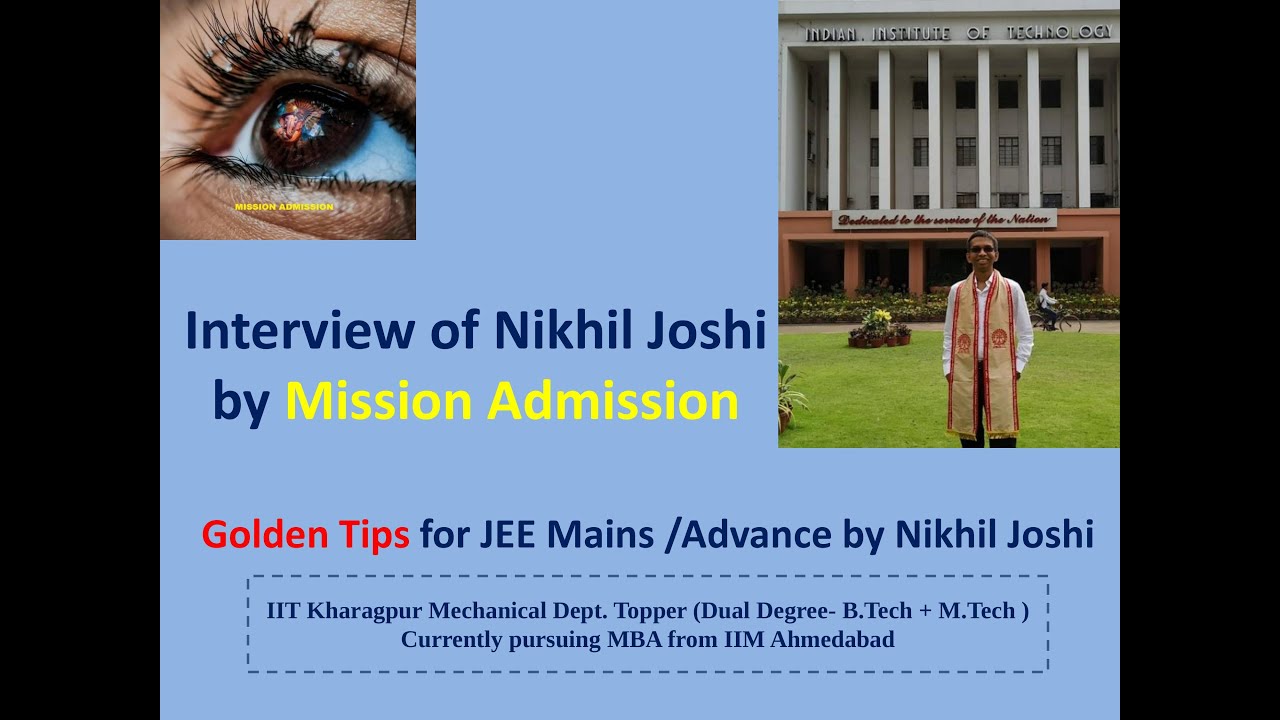 MISSION ADMISSION
INDIAN INSTITUTE OF TECHNOLOGY
Dedicated to the service of the Nation
Interview of Nikhil Joshi
by Mission Admission
Golden Tips for JEE Mains /Advance by Nikhil Joshi
IIT Kharagpur Mechanical Dept. Topper (Dual Degree- B.Tech + M.Tech )
Currently pursuing MBA from IIM Ahmedabad